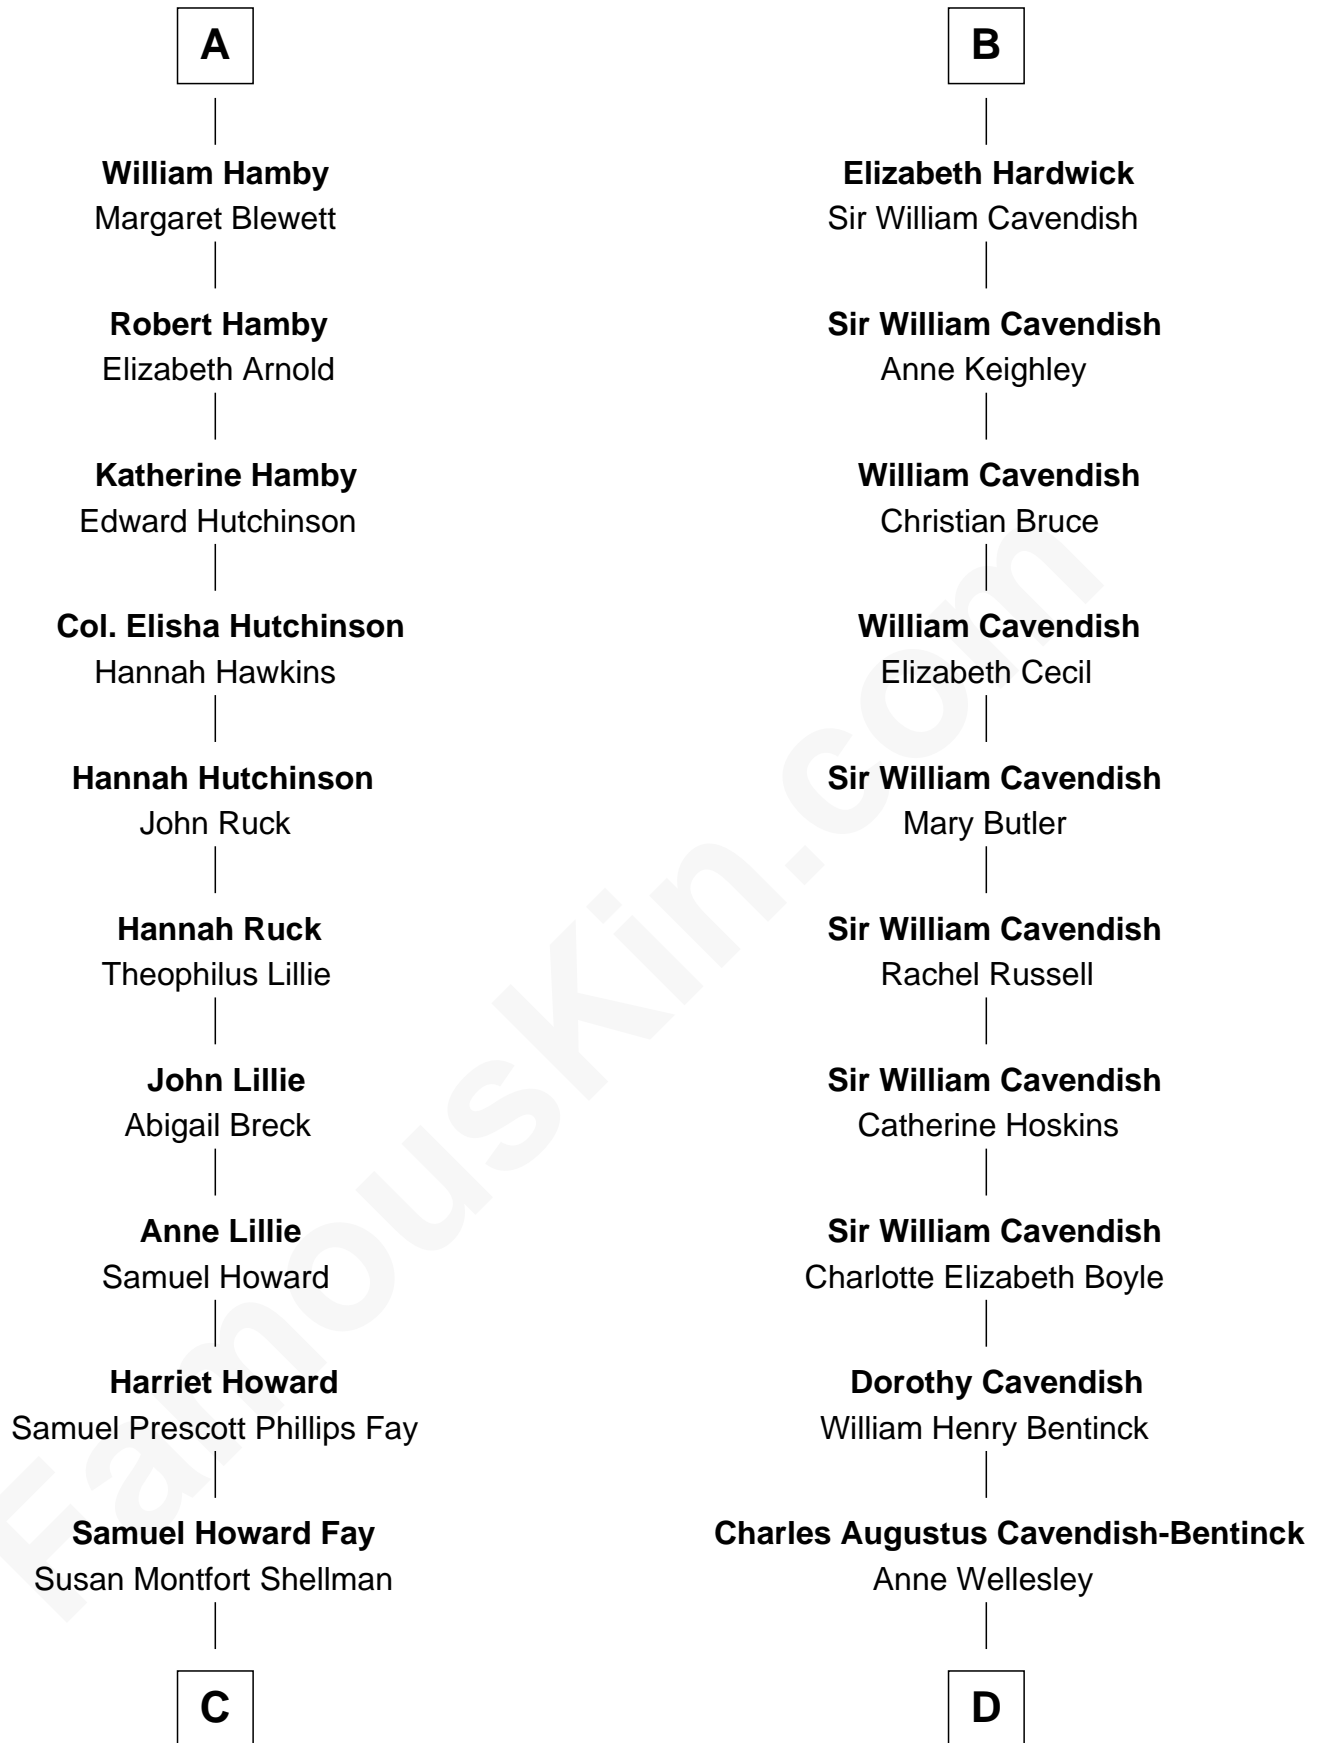 A
William Hamby
Margaret Blewett
Robert Hamby
Elizabeth Arnold
Katherine Hamby
Edward Hutchinson
Col. Elisha Hutchinson
Hannah Hawkins
Hannah Hutchinson
John Ruck
Hannah Ruck
Theophilus Lillie
John Lillie
Abigail Breck
Anne Lillie
Samuel Howard
Harriet Howard
Samuel Prescott Phillips Fay
Samuel Howard Fay
Susan Montfort Shellman
C
B
Elizabeth Hardwick
Sir William Cavendish
Sir William Cavendish
Anne Keighley
William Cavendish
Christian Bruce
William Cavendish
Elizabeth Cecil
Sir William Cavendish
Mary Butler
Sir William Cavendish
Rachel Russell
Sir William Cavendish
Catherine Hoskins
Sir William Cavendish
Charlotte Elizabeth Boyle
Dorothy Cavendish
William Henry Bentinck
Charles Augustus Cavendish-Bentinck
Anne Wellesley
D
FamousKin.com